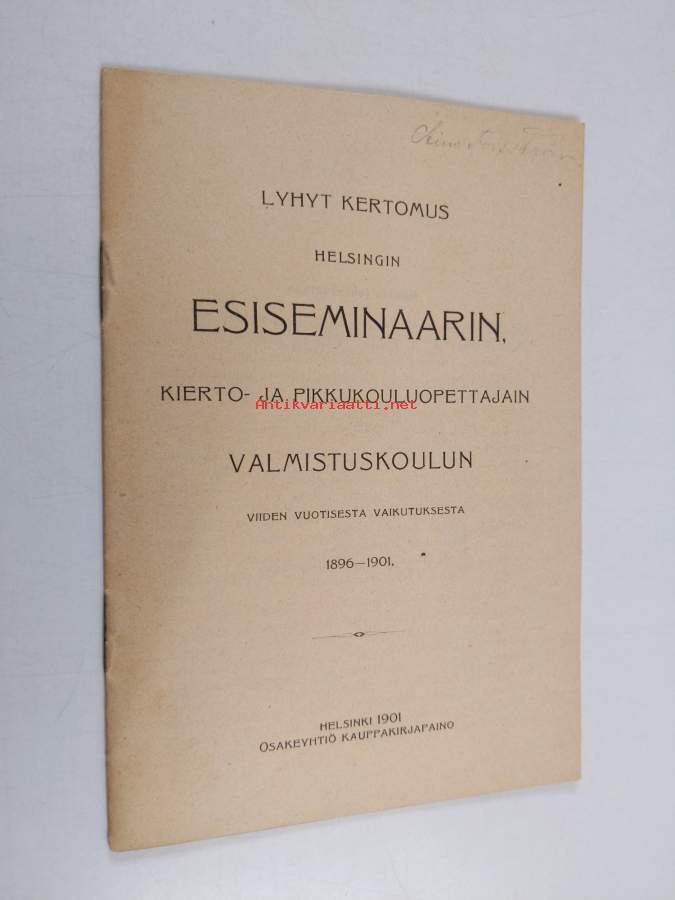 LYHYT KERTOMUS
HELSINGIN
ESISEMINAARIN,
KIERTO- JA PIKKUKOULUOPETTAJAIN
Antikvariaatti.net
VALMISTUSKOULUN
VIIDEN VUOTISESTA VAIKUTUKSESTA
1896—1901.
HELSINKI 1901
OSAKEYHTIÖ KAUPPAKIRJAPAINO